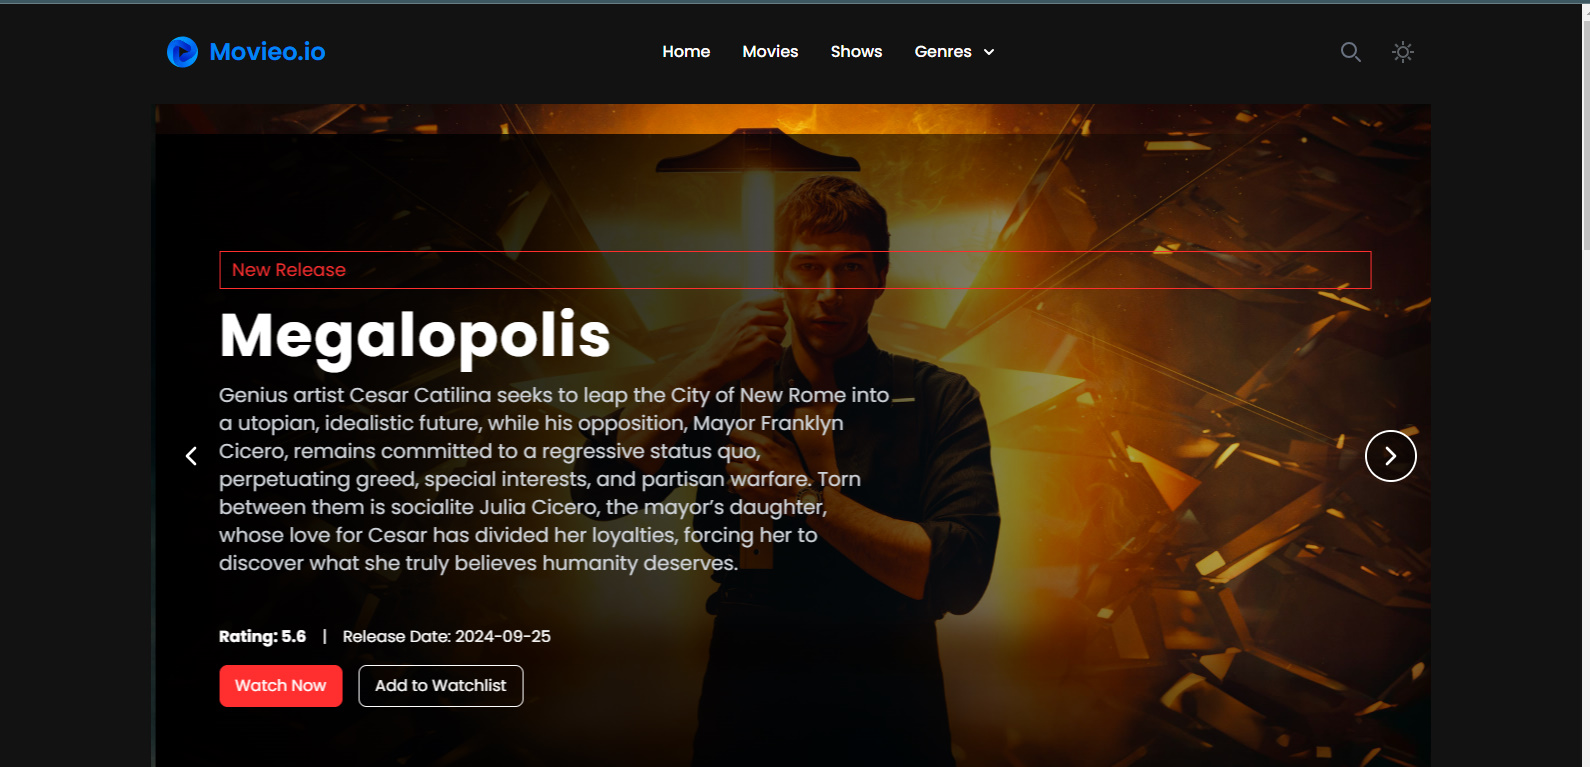 Movieo.io
Home Movies Shows Genres
New Release
Megalopolis
Genius artist Cesar Catilina seeks to leap the City of New Rome into
a utopian, idealistic future, while his opposition, Mayor Franklyn
Cicero, remains committed to a regressive status quo,
perpetuating greed, special interests, and partisan warfare. Torn
between them is socialite Julia Cicero, the mayor’s daughter,
whose love for Cesar has divided her loyalties, forcing her to
discover what she truly believes humanity deserves.
Rating: 5.6 | Release Date: 2024-09-25
Watch Now Add to Watchlist